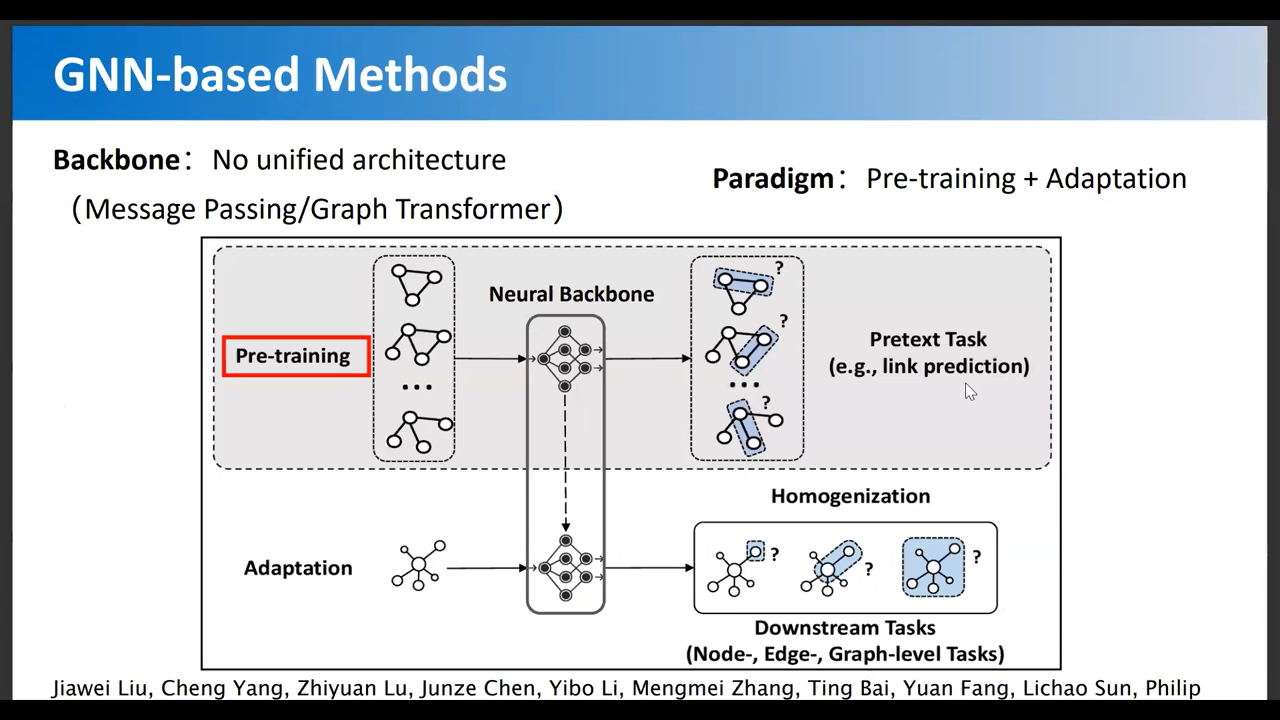 GNN-based Methods
Backbone： No unified architecture
（Message Passing/Graph Transformer）
Paradigm： Pre-training + Adaptation
Pre-training
...
Neural Backbone
?
?
...
?
Pretext Task
(e.g., link prediction)
Homogenization
Adaptation
?
?
?
Downstream Tasks
(Node-, Edge-, Graph-level Tasks)
Jiawei Liu, Cheng Yang, Zhiyuan Lu, Junze Chen, Yibo Li, Mengmei Zhang, Ting Bai, Yuan Fang, Lichao Sun, Philip